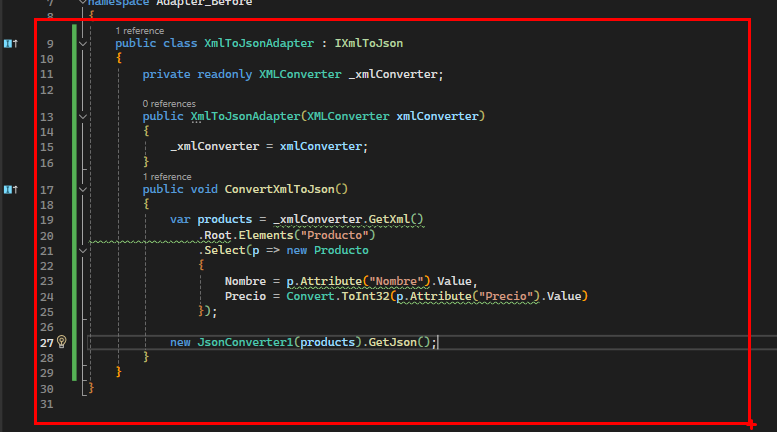 7 namespace Adapter_Before
8 {
1 reference
9 public class XmlToJsonAdapter : IXmlToJson
10 {
11 private readonly XMLConverter _xmlConverter;
12
0 references
13 public XmlToJsonAdapter(XMLConverter xmlConverter)
14 {
15 _xmlConverter = xmlConverter;
16 }
1 reference
17 public void ConvertXmlToJson()
18 {
19 var products = _xmlConverter.GetXml()
20 .Root.Elements("Producto")
21 .Select(p => new Producto
22 {
23 Nombre = p.Attribute("Nombre").Value,
24 Precio = Convert.ToInt32(p.Attribute("Precio").Value)
25 });
26
27 new JsonConverter1(products).GetJson();
28 }
29 }
30 }
31